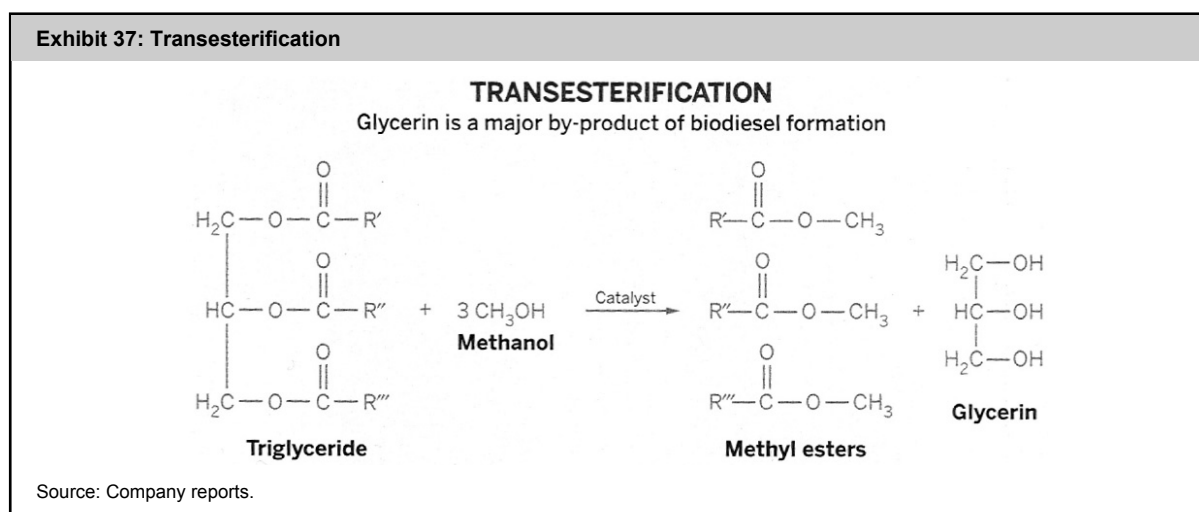 Exhibit 37: Transesterification
TRANSESTERIFICATION
Glycerin is a major by-product of biodiesel formation
O
H₂C—O—C—R′
O
HC—O—C—R″
O
H₂C—O—C—R‴
Triglyceride
+
3 CH₃OH
Methanol
Catalyst
O
R′—C—O—CH₃
O
R″—C—O—CH₃
O
R‴—C—O—CH₃
Methyl esters
+
H₂C—OH
HC—OH
H₂C—OH
Glycerin
Source: Company reports.